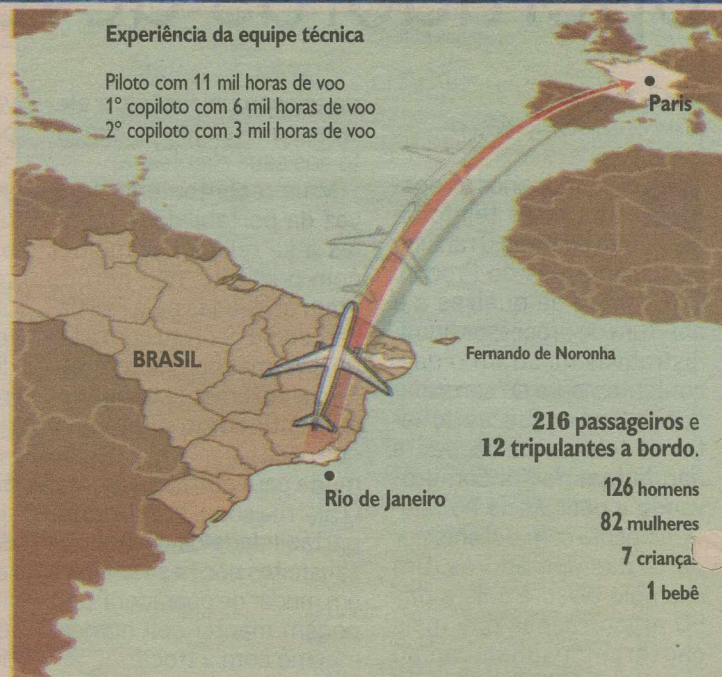 Experiência da equipe técnica
Piloto com 11 mil horas de voo
1º copiloto com 6 mil horas de voo
2º copiloto com 3 mil horas de voo
Paris
BRASIL
Fernando de Noronha
216 passageiros e
12 tripulantes a bordo.
Rio de Janeiro
126 homens
82 mulheres
7 crianças
1 bebê